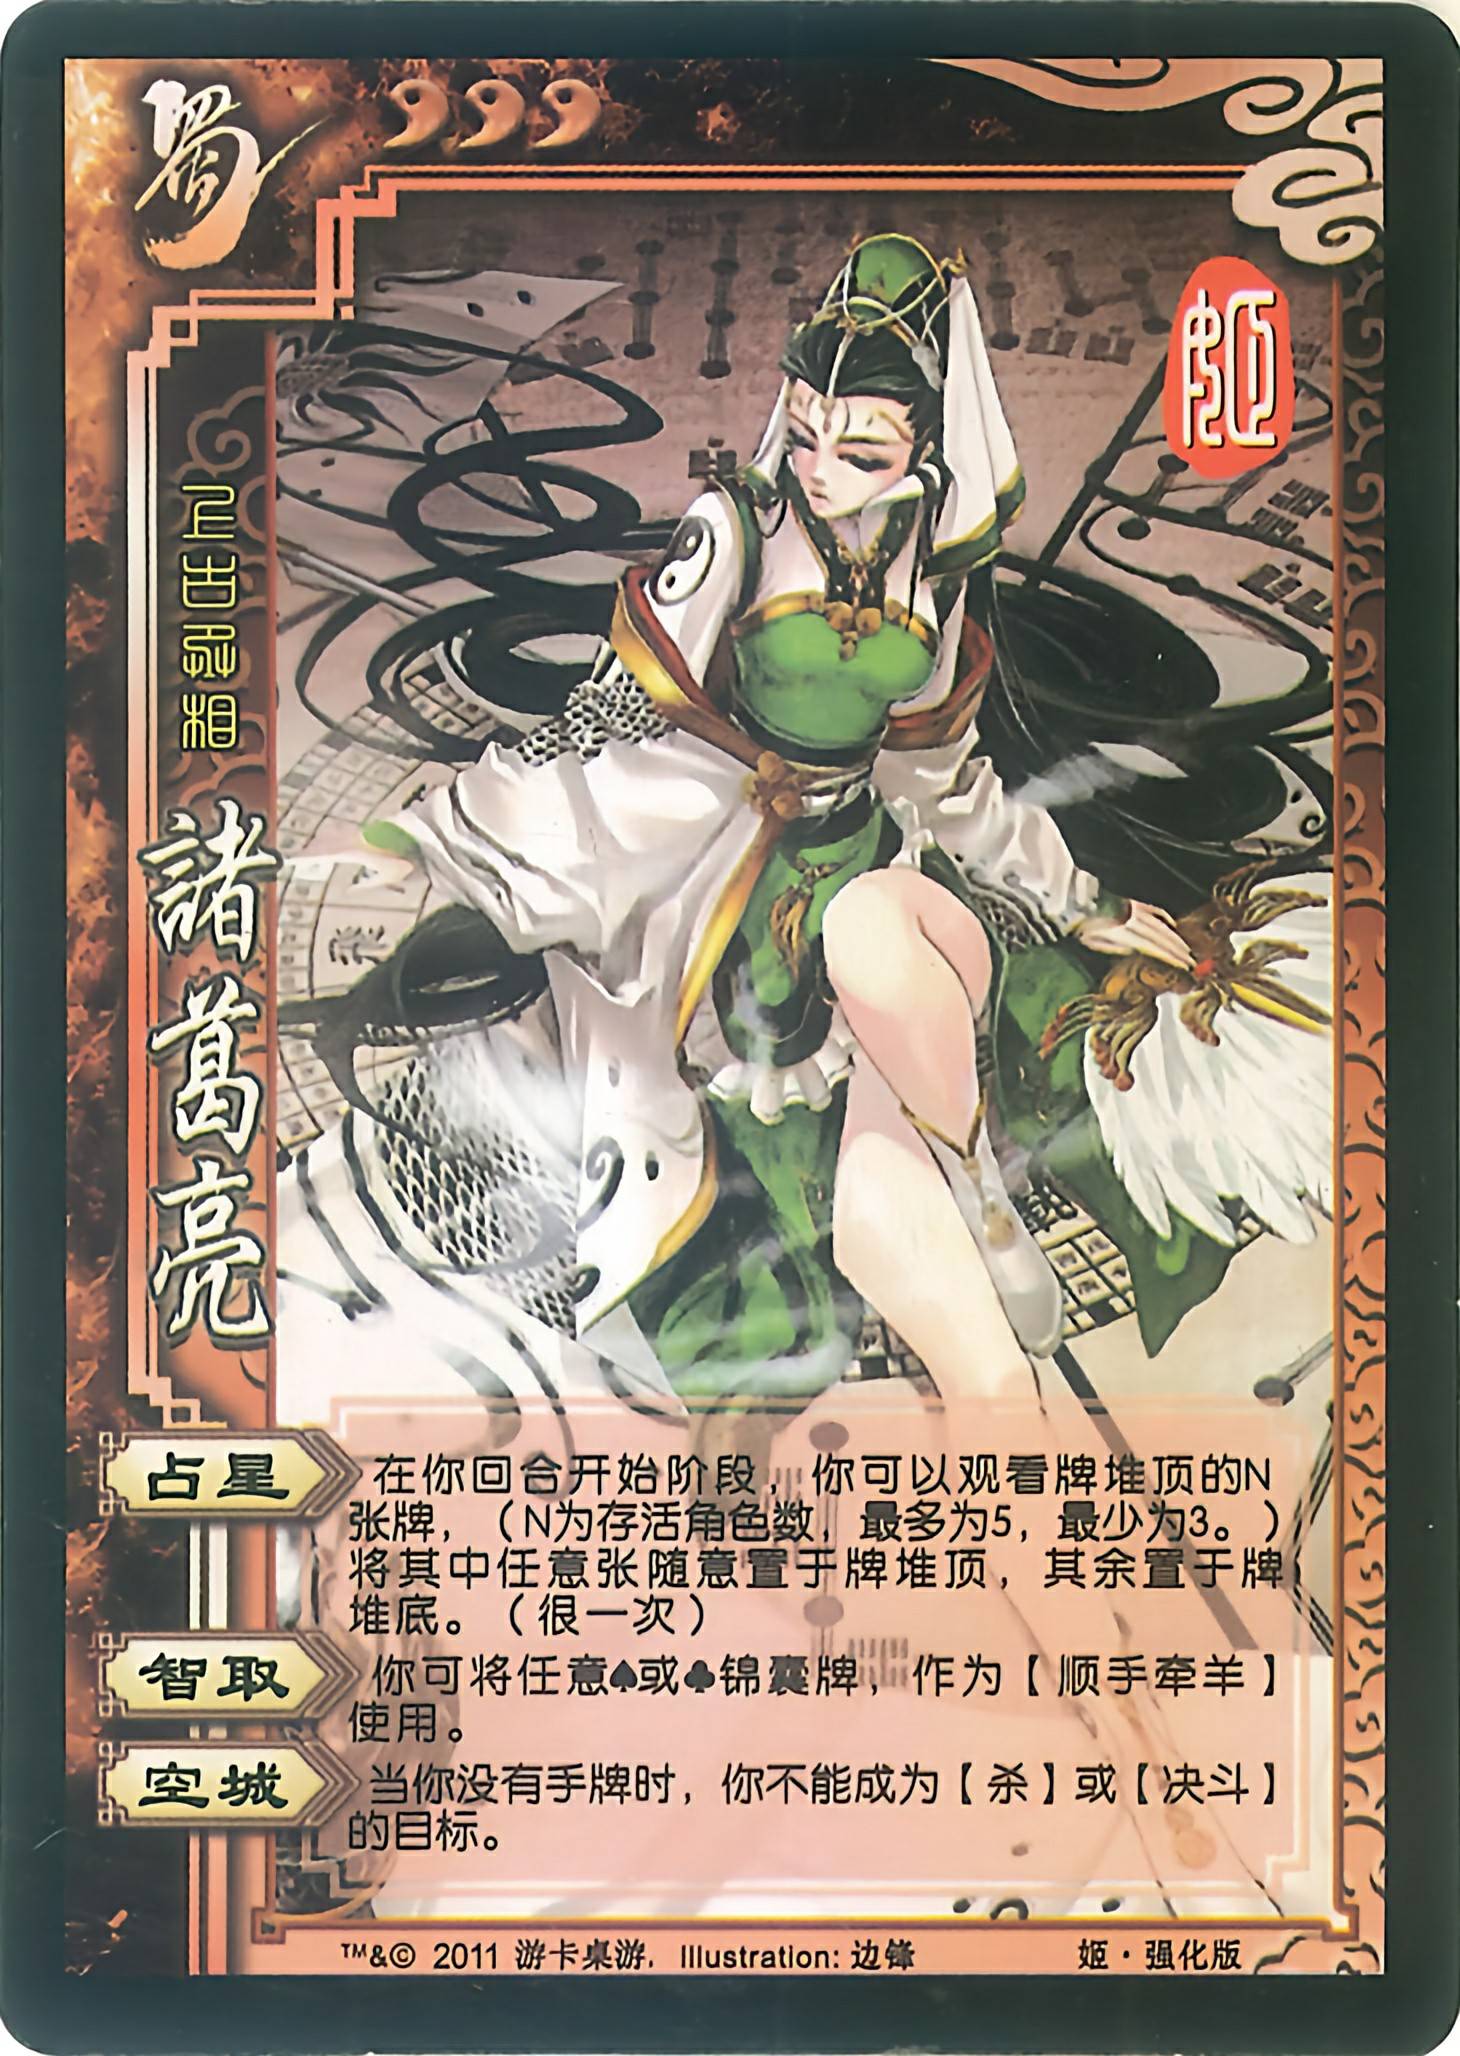 蜀
姬
上古丞相
諸葛亮
占星
在你回合开始阶段，你可以观看牌堆顶的N
张牌，（N为存活角色数，最多为5，最少为3。）
将其中任意张随意置于牌堆顶，其余置于牌
堆底。（很一次）
智取
你可将任意♠或♣锦囊牌，作为【顺手牵羊】
使用。
空城
当你没有手牌时，你不能成为【杀】或【决斗】
的目标。
™&© 2011 游卡桌游. Illustration: 边锋
姬·强化版